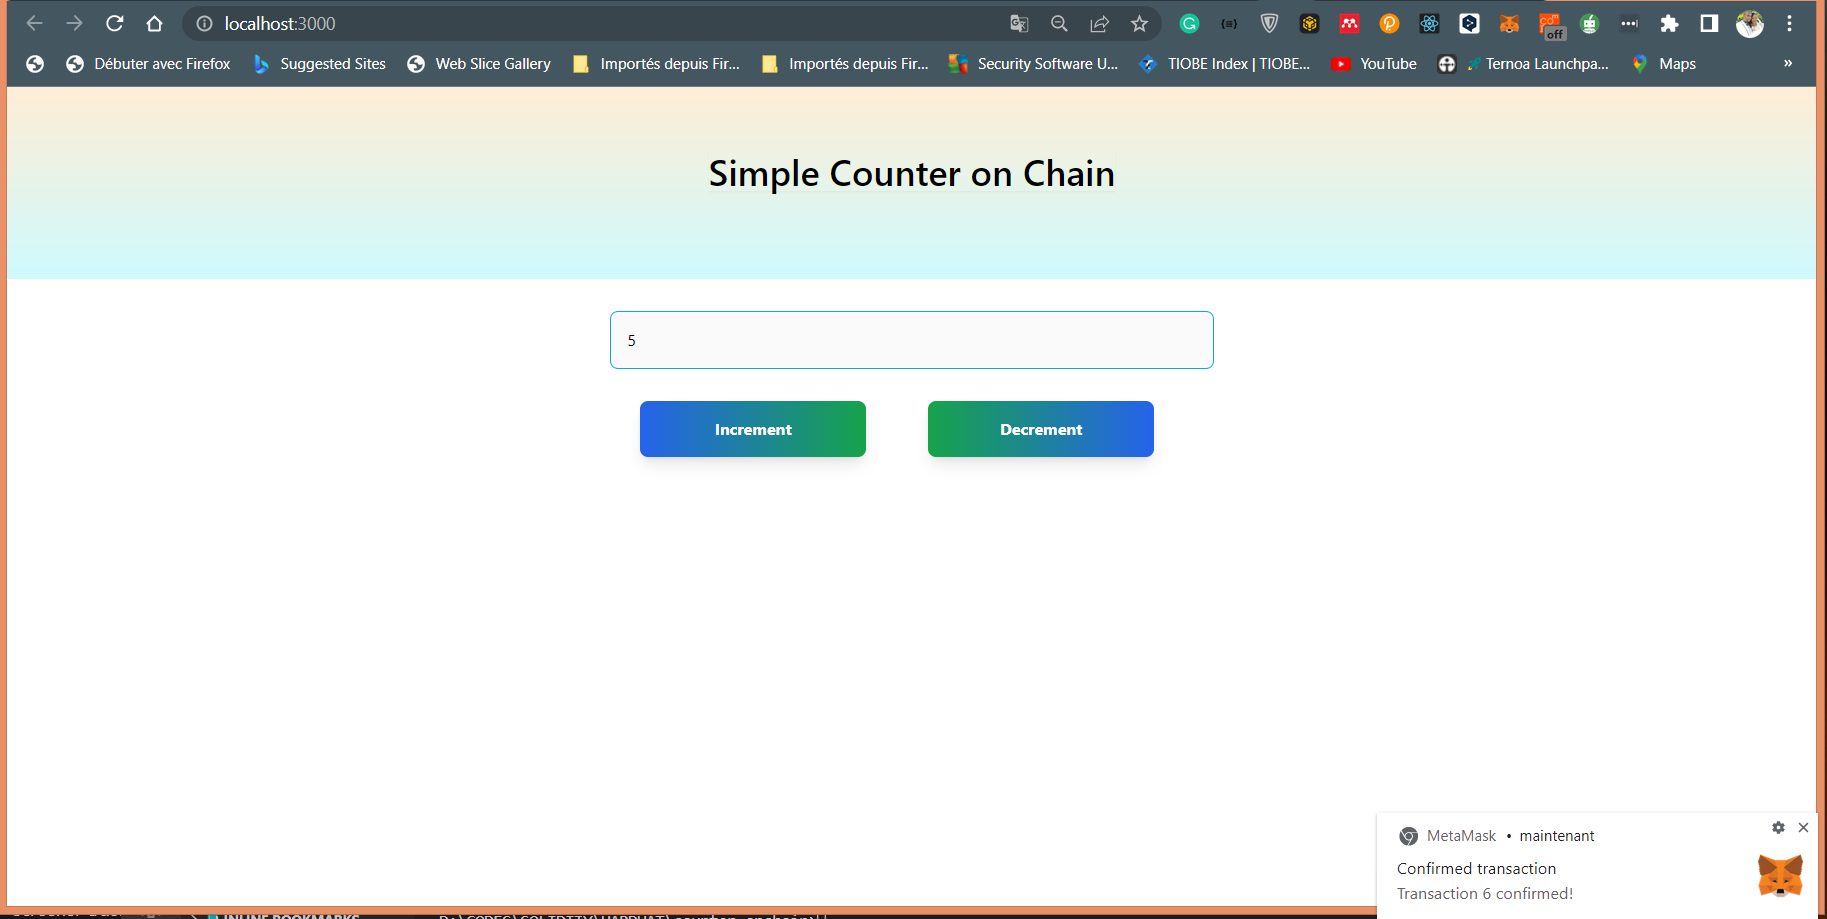 localhost:3000
off
Débuter avec Firefox Suggested Sites Web Slice Gallery Importés depuis Fir... Importés depuis Fir... Security Software U... TIOBE Index | TIOBE... YouTube Ternoa Launchpa... Maps »
Simple Counter on Chain
5
Increment Decrement
MetaMask • maintenant
Confirmed transaction
Transaction 6 confirmed!